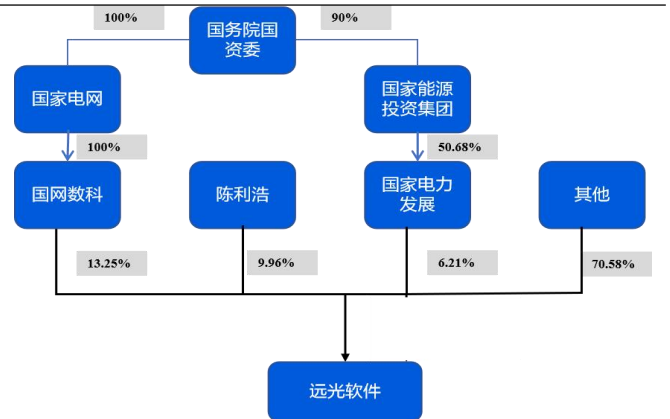 100%
国务院国
资委
90%
国家电网
国家能源
投资集团
100%
50.68%
国网数科
陈利浩
国家电力
发展
其他
13.25%
9.96%
6.21%
70.58%
远光软件